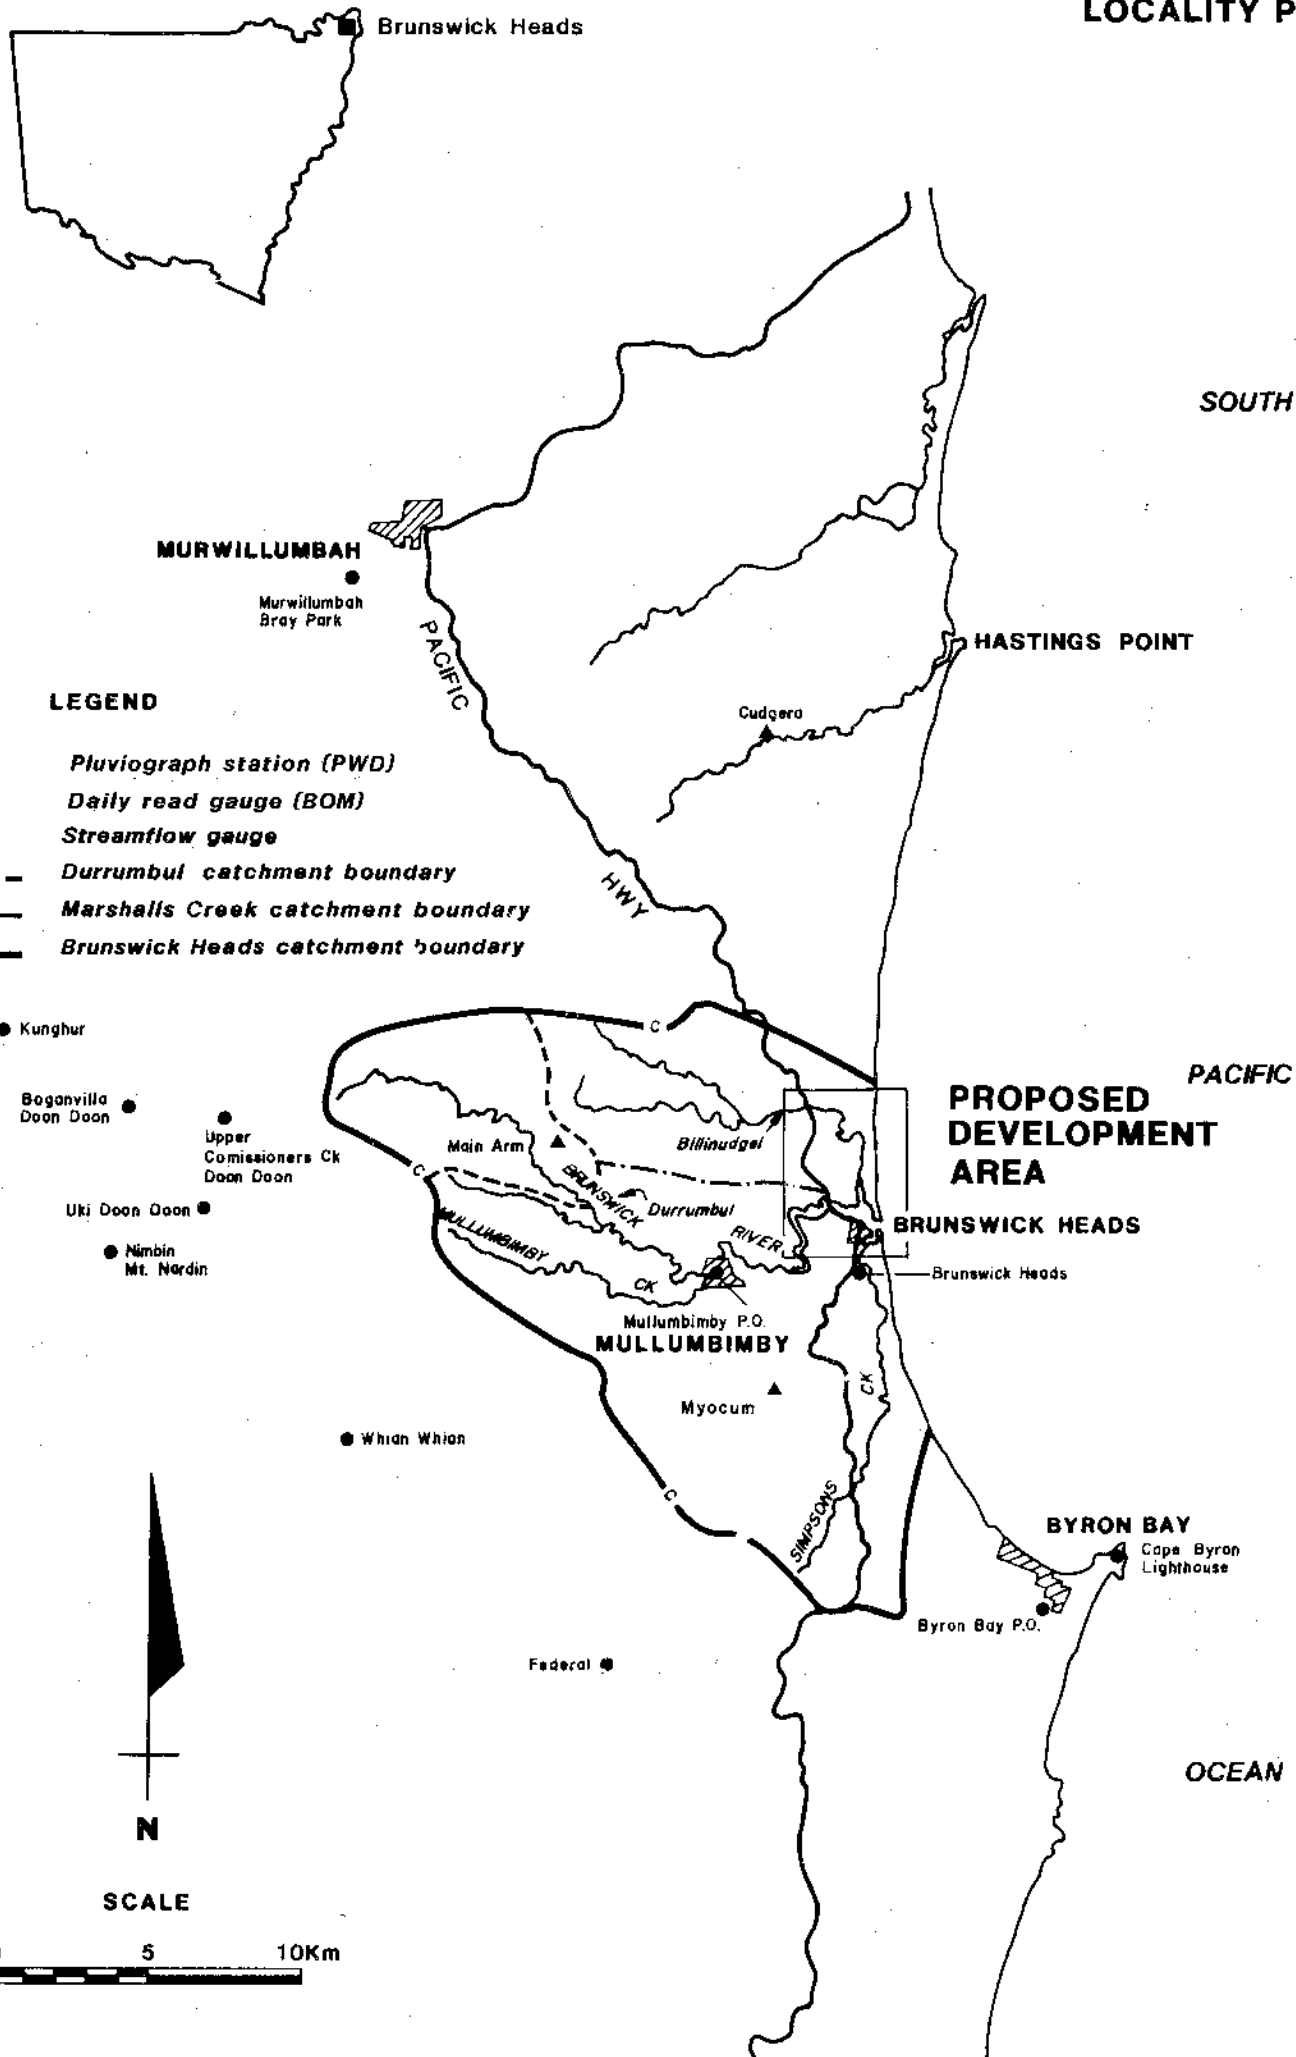 LOCALITY P
Brunswick Heads
SOUTH
MURWILLUMBAH
Murwillumbah
Bray Park
PACIFIC
HASTINGS POINT
LEGEND
Cudgera
Pluviograph station (PWD)
Daily read gauge (BOM)
Streamflow gauge
Durrumbul catchment boundary
Marshalls Creek catchment boundary
Brunswick Heads catchment boundary
HWY
Kunghur
C
PACIFIC
Boganvilla
Doon Doon
PROPOSED
DEVELOPMENT
AREA
Upper
Comissioners Ck
Doon Doon
Main Arm
Billinudgel
C
BRUNSWICK
Durrumbul
Uki Doon Doon
MULLUMBIMBY
RIVER
BRUNSWICK HEADS
Nimbin
Mt. Nardin
CK
Brunswick Heads
Mullumbimby P.O.
MULLUMBIMBY
CK
Myocum
Whian Whian
C
SIMPSONS
BYRON BAY
Cape Byron
Lighthouse
Byron Bay P.O.
Federal
OCEAN
N
SCALE
5 10Km